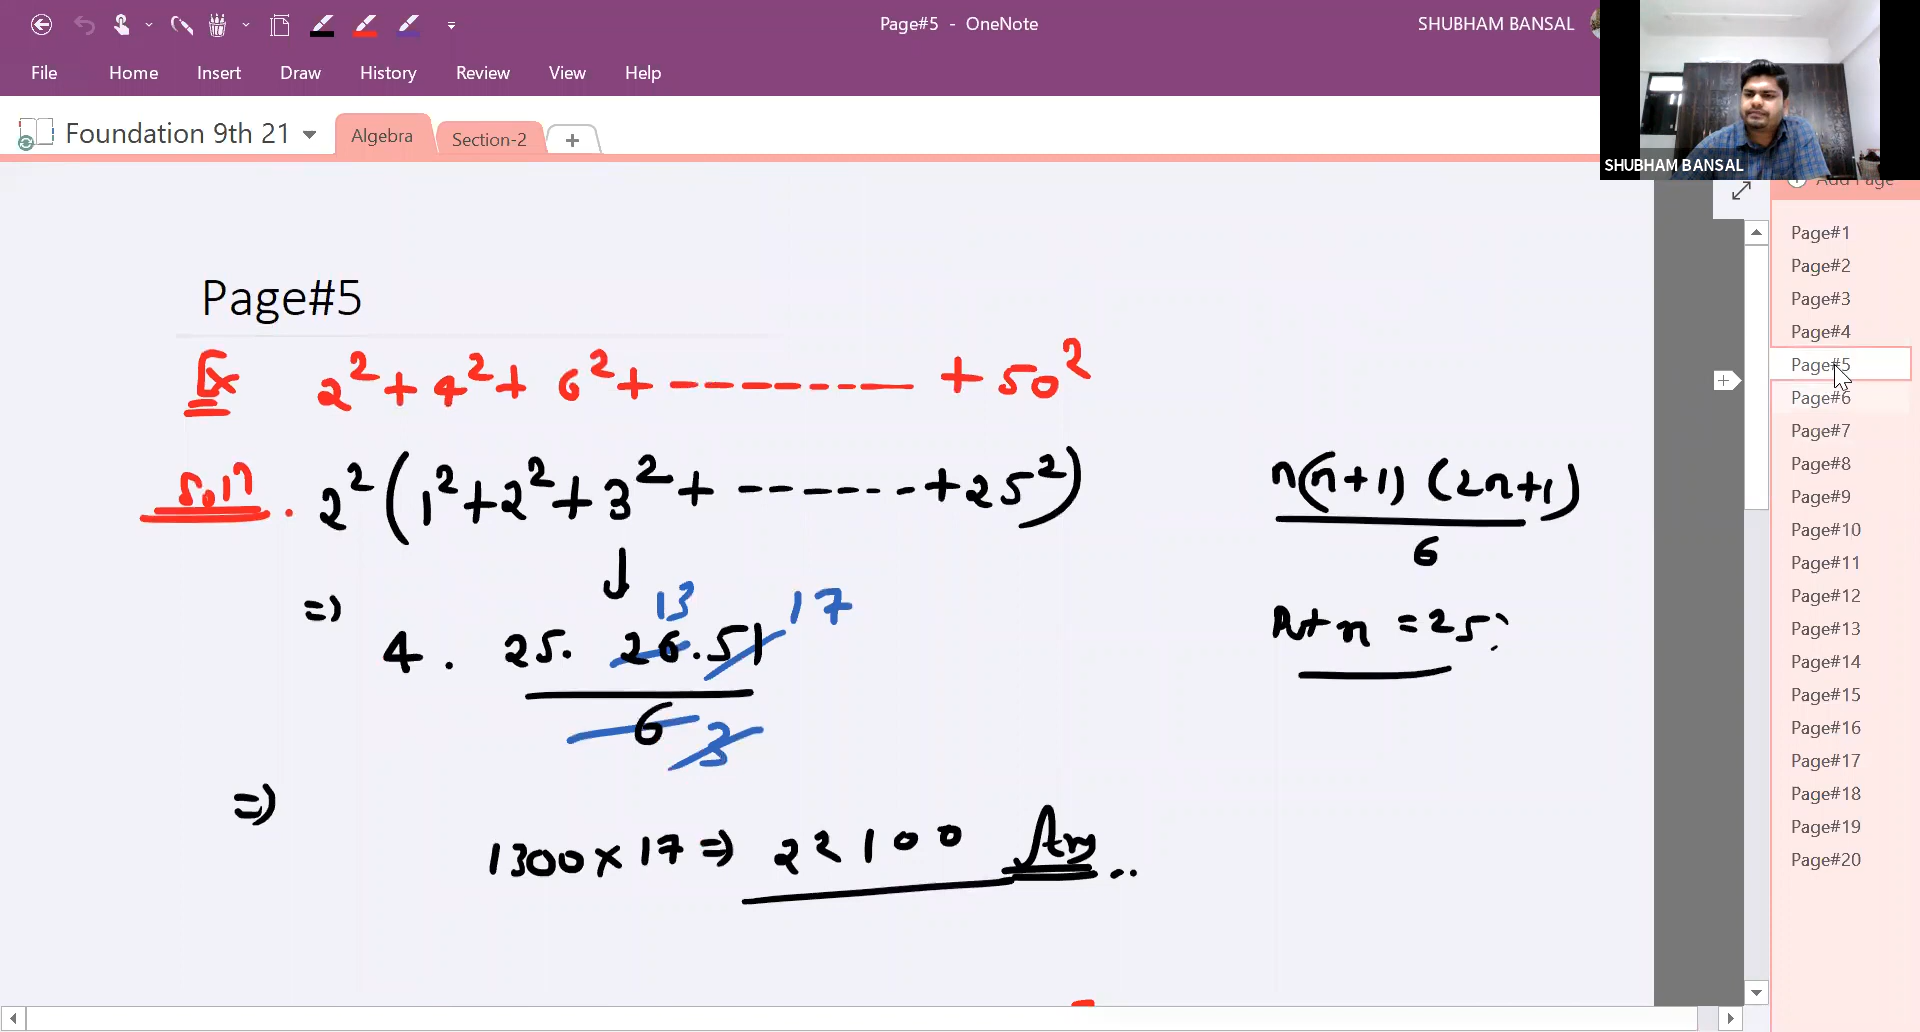 Page#5 - OneNote
SHUBHAM BANSAL
File Home Insert Draw History Review View Help
Foundation 9th 21
Algebra
Section-2
SHUBHAM BANSAL
Add Page
Page#1
Page#2
Page#3
Page#4
Page#5
Page#6
Page#7
Page#8
Page#9
Page#10
Page#11
Page#12
Page#13
Page#14
Page#15
Page#16
Page#17
Page#18
Page#19
Page#20
Page#5
Ex 2² + 4² + 6² + --------- + 50²
Soln. 2² (1² + 2² + 3² + ------- + 25²)
n(n+1) (2n+1)
6
Put n = 25
13 17
=) 4 . 25. 26 . 51
6 3
=)
1300 × 17 => 22100 Ans ..